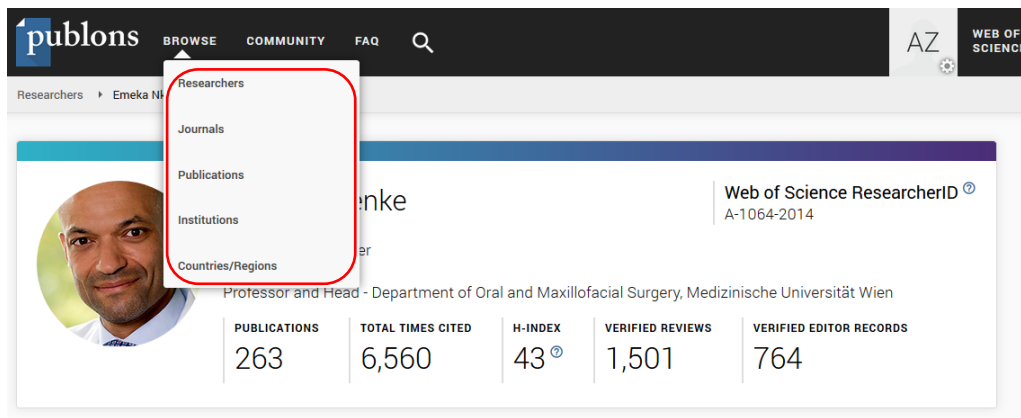 publons BROWSE COMMUNITY FAQ AZ WEB OF
SCIENC
Researchers Emeka
Researchers
Journals
Publications
Institutions
Countries/Regions
enke
er
Web of Science ResearcherID
A-1064-2014
Professor and Head - Department of Oral and Maxillofacial Surgery, Medizinische Universität Wien
PUBLICATIONS TOTAL TIMES CITED H-INDEX VERIFIED REVIEWS VERIFIED EDITOR RECORDS
263 6,560 43 1,501 764